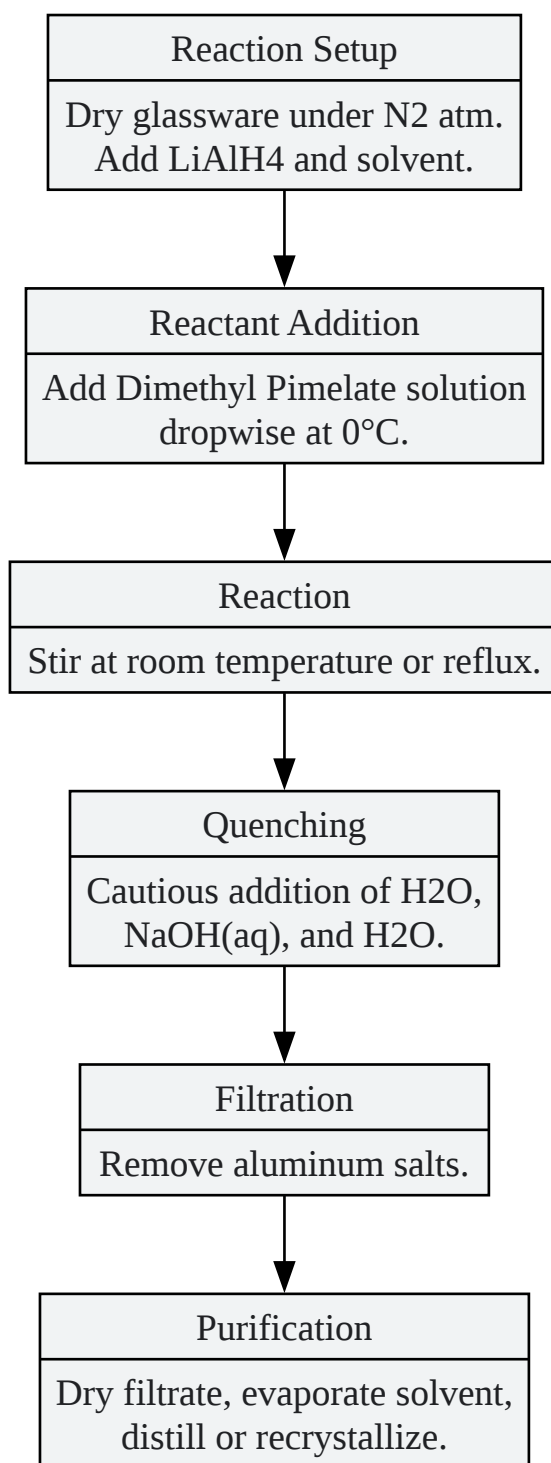 Reaction Setup
Dry glassware under N2 atm.
Add LiAlH4 and solvent.
Reactant Addition
Add Dimethyl Pimelate solution
dropwise at 0°C.
Reaction
Stir at room temperature or reflux.
Quenching
Cautious addition of H2O,
NaOH(aq), and H2O.
Filtration
Remove aluminum salts.
Purification
Dry filtrate, evaporate solvent,
distill or recrystallize.